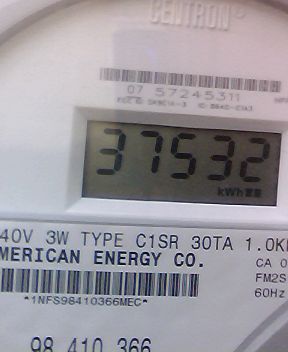 CENTRON®
07 57245311
37532
kWh
40V 3W TYPE C1SR 30TA 1.0K
MERICAN ENERGY CO.
CA 0
FM2S
*1NFS98410366MEC*
60Hz
98 410 366